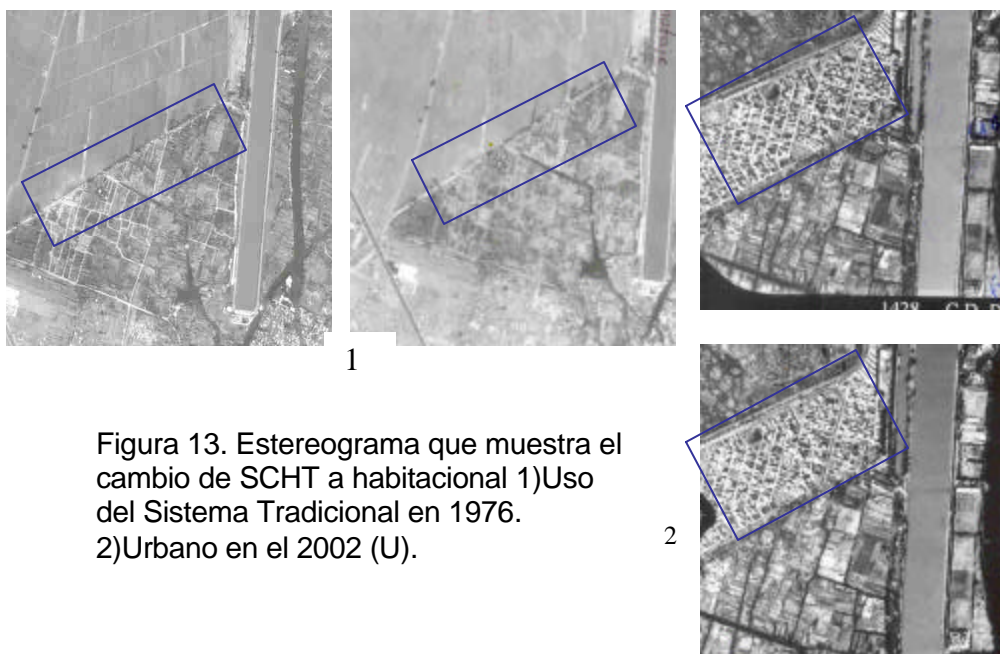 1
1428 C.D.
Figura 13. Estereograma que muestra el
cambio de SCHT a habitacional 1)Uso
del Sistema Tradicional en 1976.
2)Urbano en el 2002 (U).
2